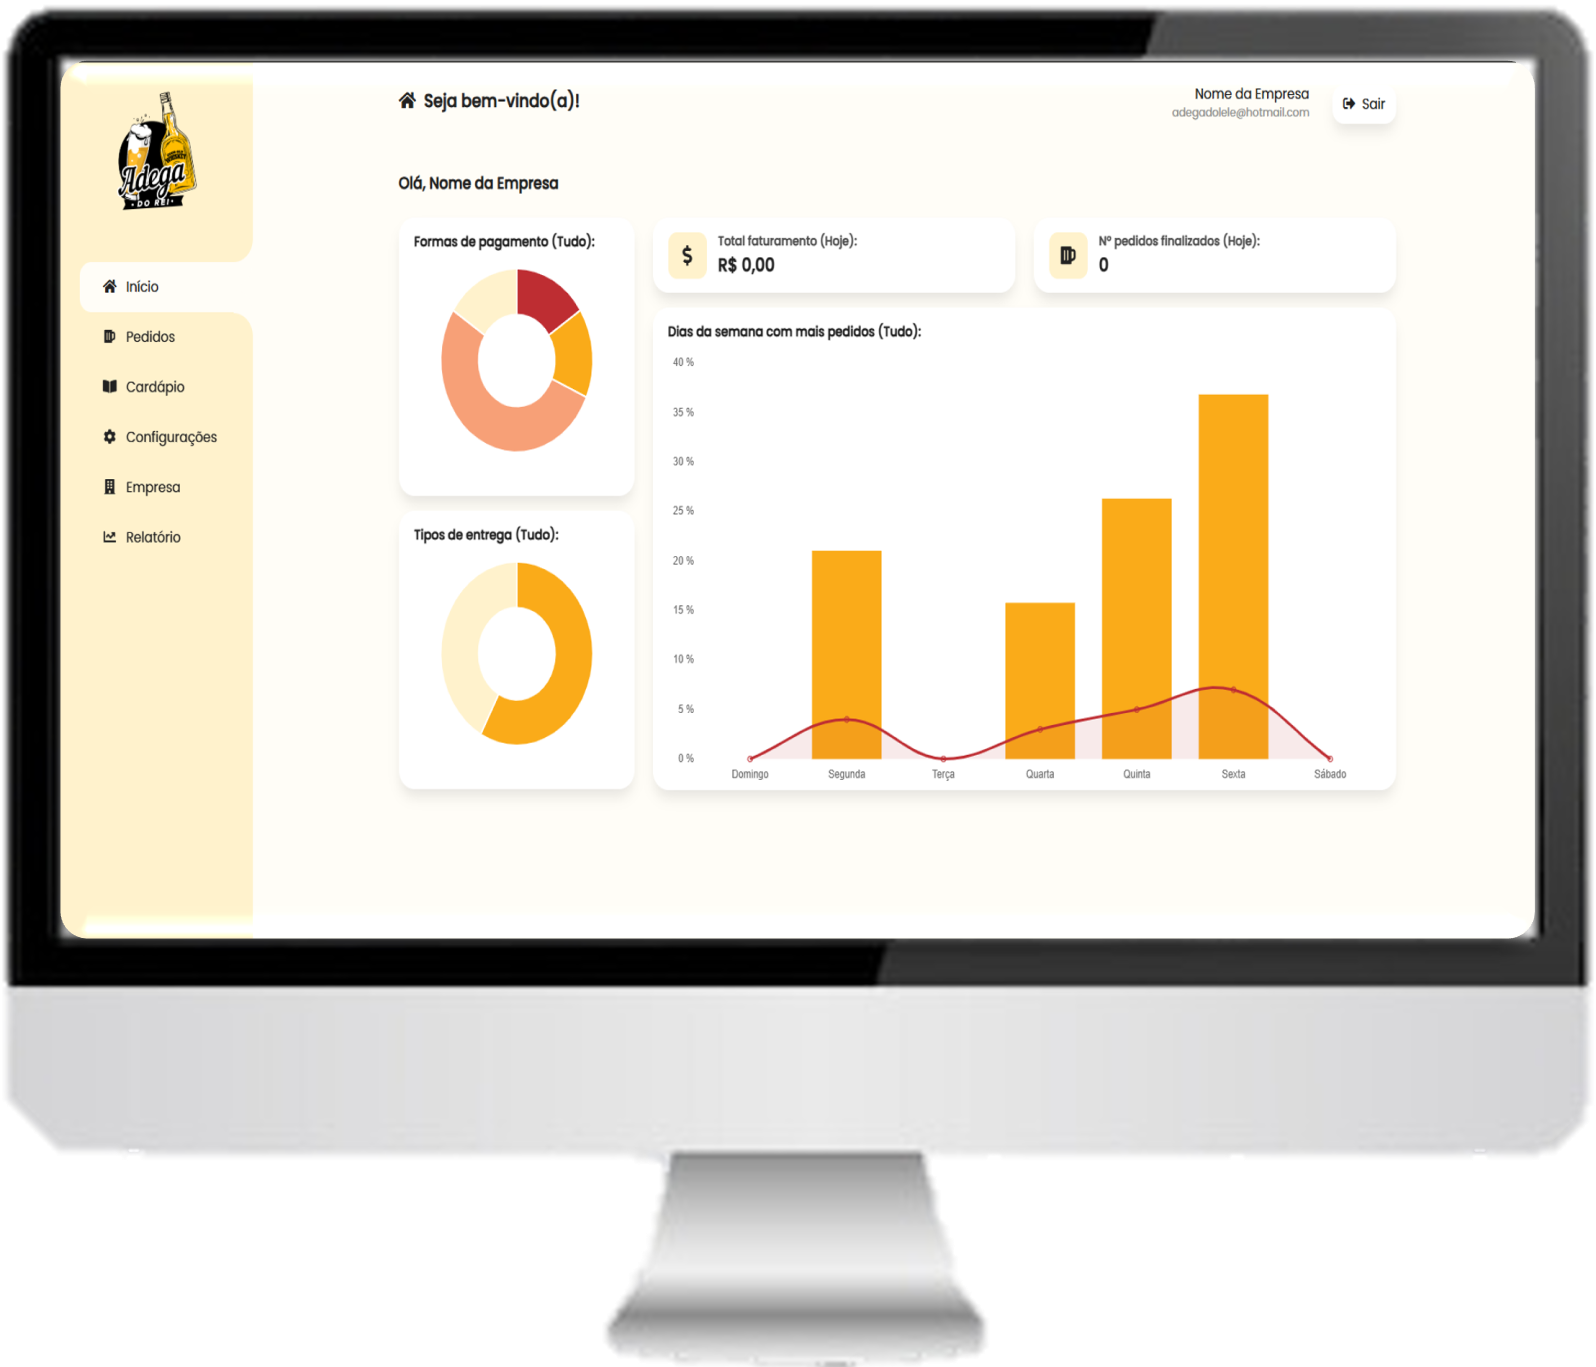 Adega
DO REI
WHISKEY
Início
Pedidos
Cardápio
Configurações
Empresa
Relatório
Seja bem-vindo(a)!
Nome da Empresa
adegadolele@hotmail.com
Sair
Olá, Nome da Empresa
Formas de pagamento (Tudo):
Total faturamento (Hoje):
R$ 0,00
Nº pedidos finalizados (Hoje):
0
Tipos de entrega (Tudo):
Dias da semana com mais pedidos (Tudo):
40 %
35 %
30 %
25 %
20 %
15 %
10 %
5 %
0 %
Domingo Segunda Terça Quarta Quinta Sexta Sábado